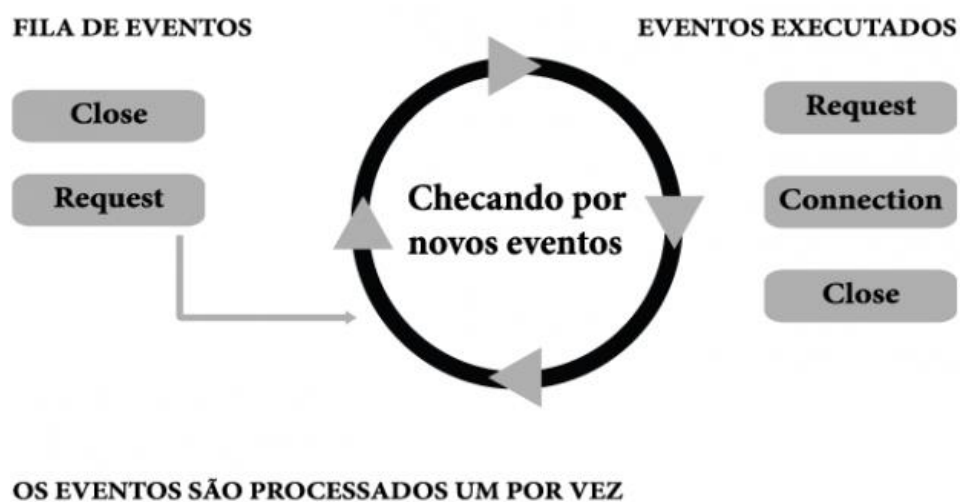 FILA DE EVENTOS
EVENTOS EXECUTADOS
Close
Request
Checando por
novos eventos
Request
Connection
Close
OS EVENTOS SÃO PROCESSADOS UM POR VEZ